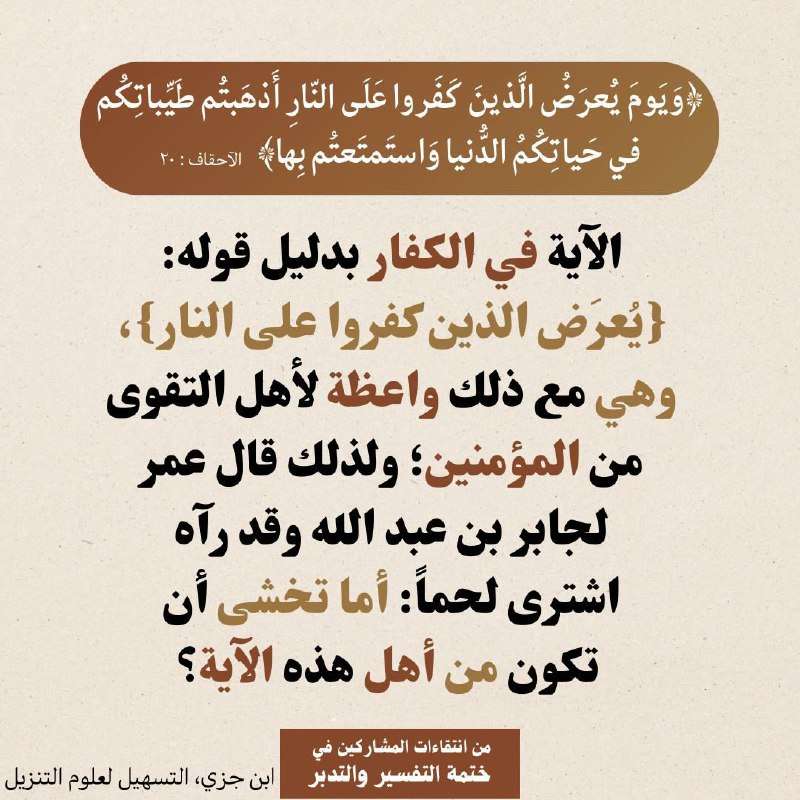 ﴿وَيَومَ يُعرَضُ الَّذينَ كَفَروا عَلَى النّارِ أَذهَبتُم طَيِّباتِكُم
في حَياتِكُمُ الدُّنيا وَاستَمتَعتُم بِها﴾ الأحقاف : ٢٠
الآية في الكفار بدليل قوله:
{يُعرَض الذين كفروا على النار}،
وهي مع ذلك واعظة لأهل التقوى
من المؤمنين؛ ولذلك قال عمر
لجابر بن عبد الله وقد رآه
اشترى لحماً: أما تخشى أن
تكون من أهل هذه الآية؟
من انتقاءات المشاركين في
ختمة التفسير والتدبر
ابن جزي، التسهيل لعلوم التنزيل